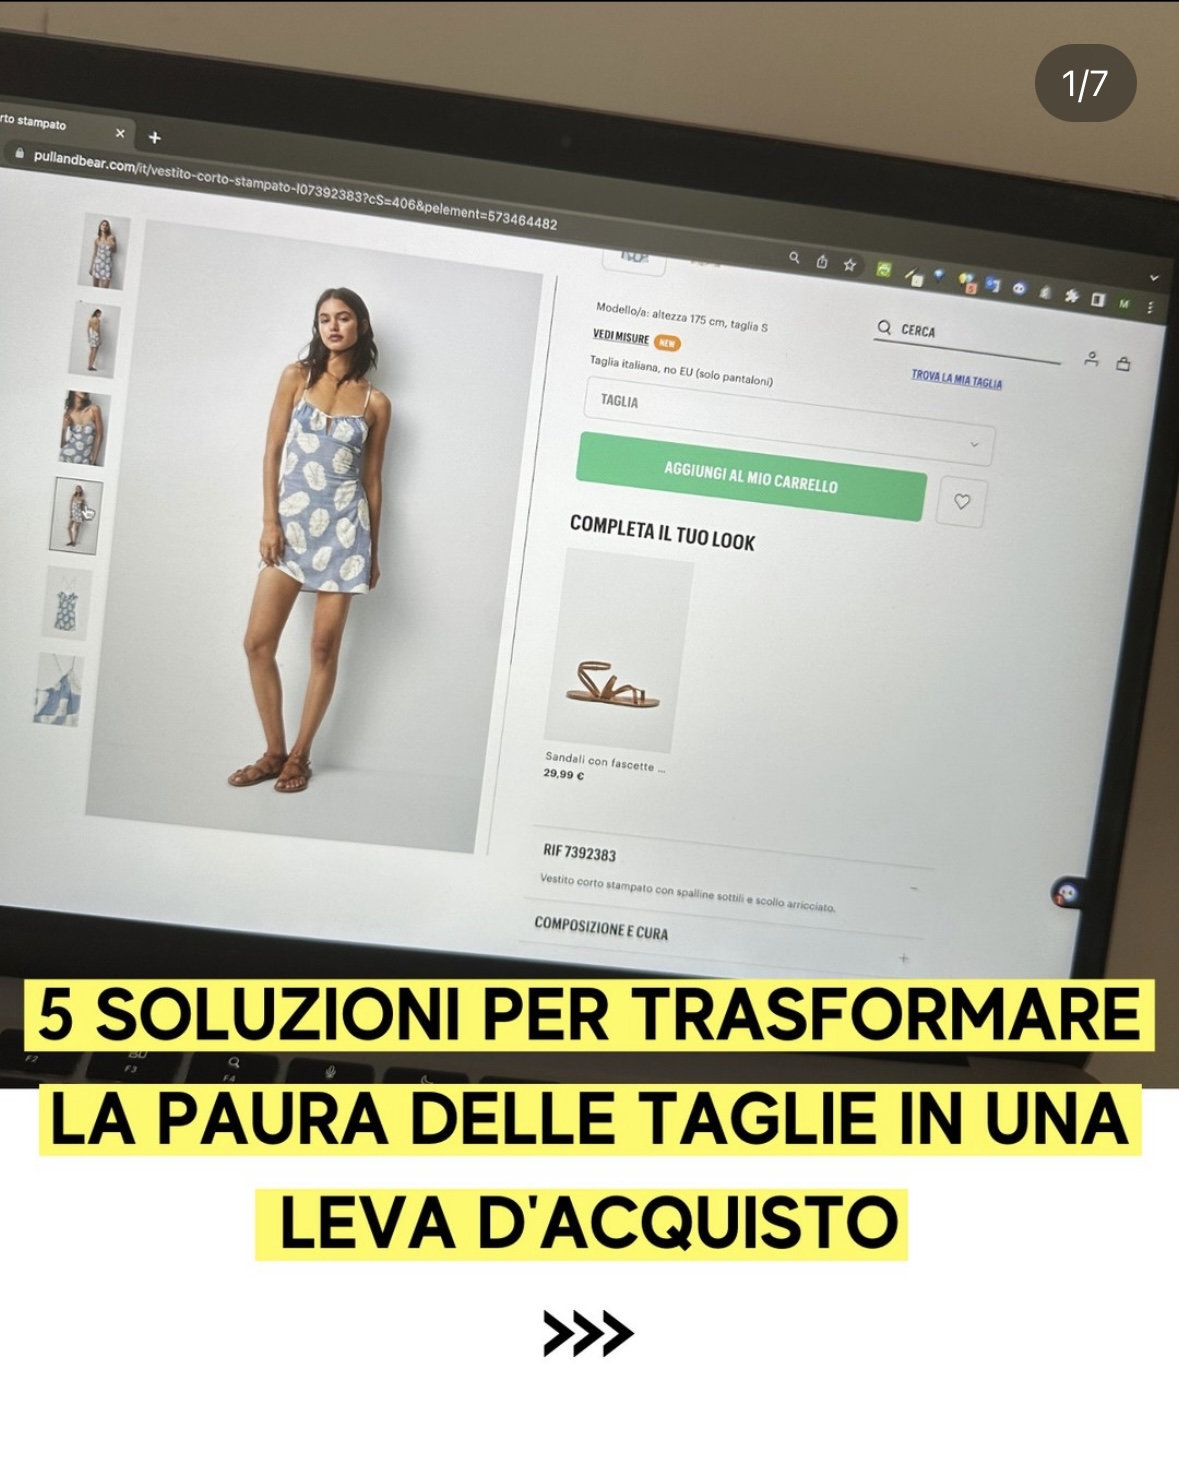 1/7
rto stampato
pullandbear.com/it/vestito-corto-stampato-l07392383?cS=406&pelement=573464482
Modello/a: altezza 175 cm, taglia S
VEDI MISURE NEW
Taglia italiana, no EU (solo pantaloni)
CERCA
TROVA LA MIA TAGLIA
TAGLIA
AGGIUNGI AL MIO CARRELLO
COMPLETA IL TUO LOOK
Sandali con fascette ...
29,99 €
RIF 7392383
Vestito corto stampato con spalline sottili e scollo arricciato.
COMPOSIZIONE E CURA
F2
F3
F4
5 SOLUZIONI PER TRASFORMARE
LA PAURA DELLE TAGLIE IN UNA
LEVA D'ACQUISTO
>>>